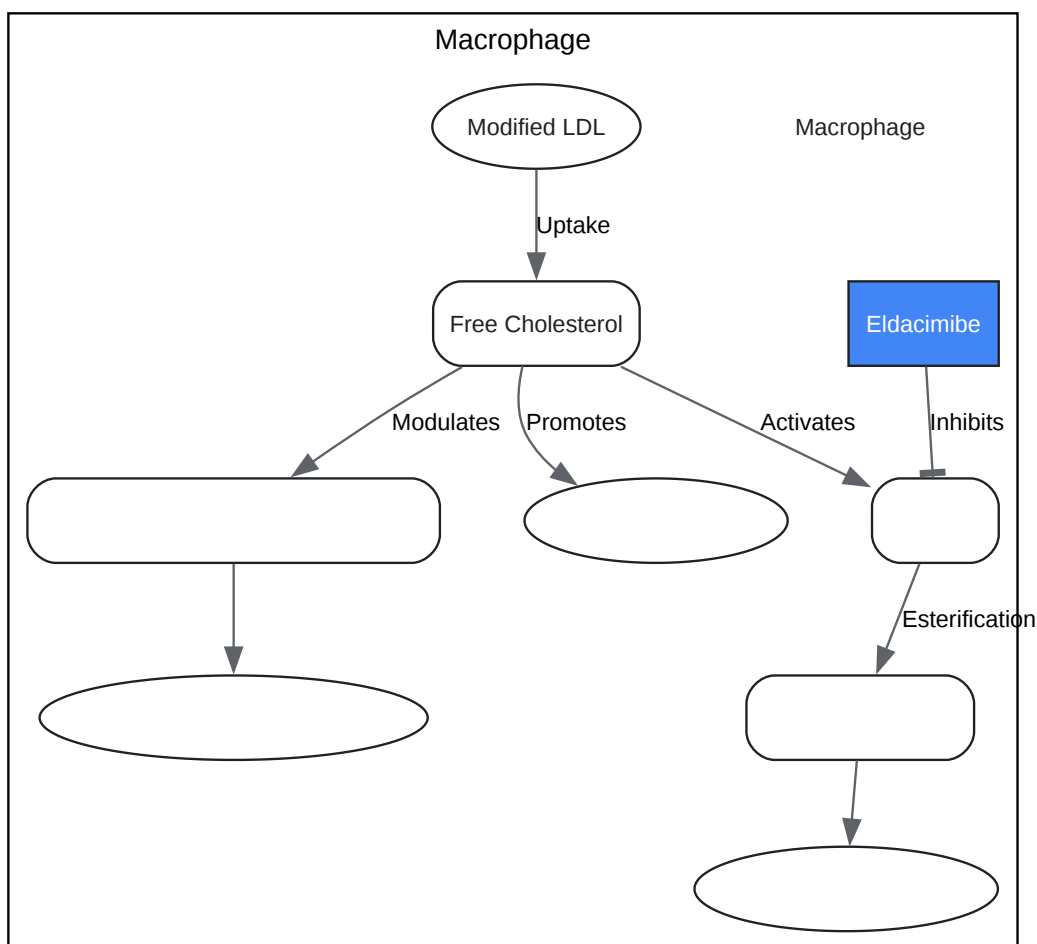 Macrophage
Modified LDL
Macrophage
Uptake
Free Cholesterol
Eldacimibe
Modulates
Promotes
Activates
Inhibits
Esterification